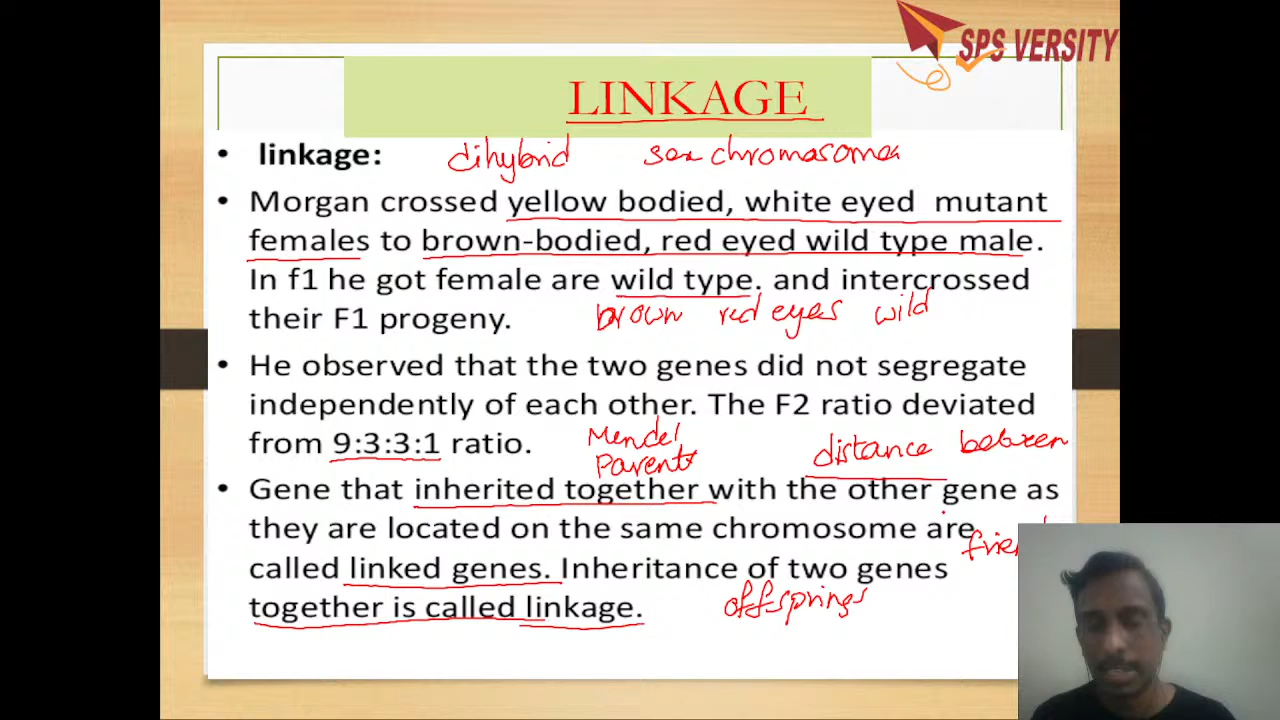 SPS VERSITY
LINKAGE
• linkage: dihybrid sex chromosomes
• Morgan crossed yellow bodied, white eyed mutant
females to brown-bodied, red eyed wild type male.
In f1 he got female are wild type. and intercrossed
brown red eyes wild
their F1 progeny.
• He observed that the two genes did not segregate
independently of each other. The F2 ratio deviated
from 9:3:3:1 ratio. Mendel distance between
Parents
• Gene that inherited together with the other gene as
they are located on the same chromosome are
called linked genes. Inheritance of two genes
together is called linkage. offsprings